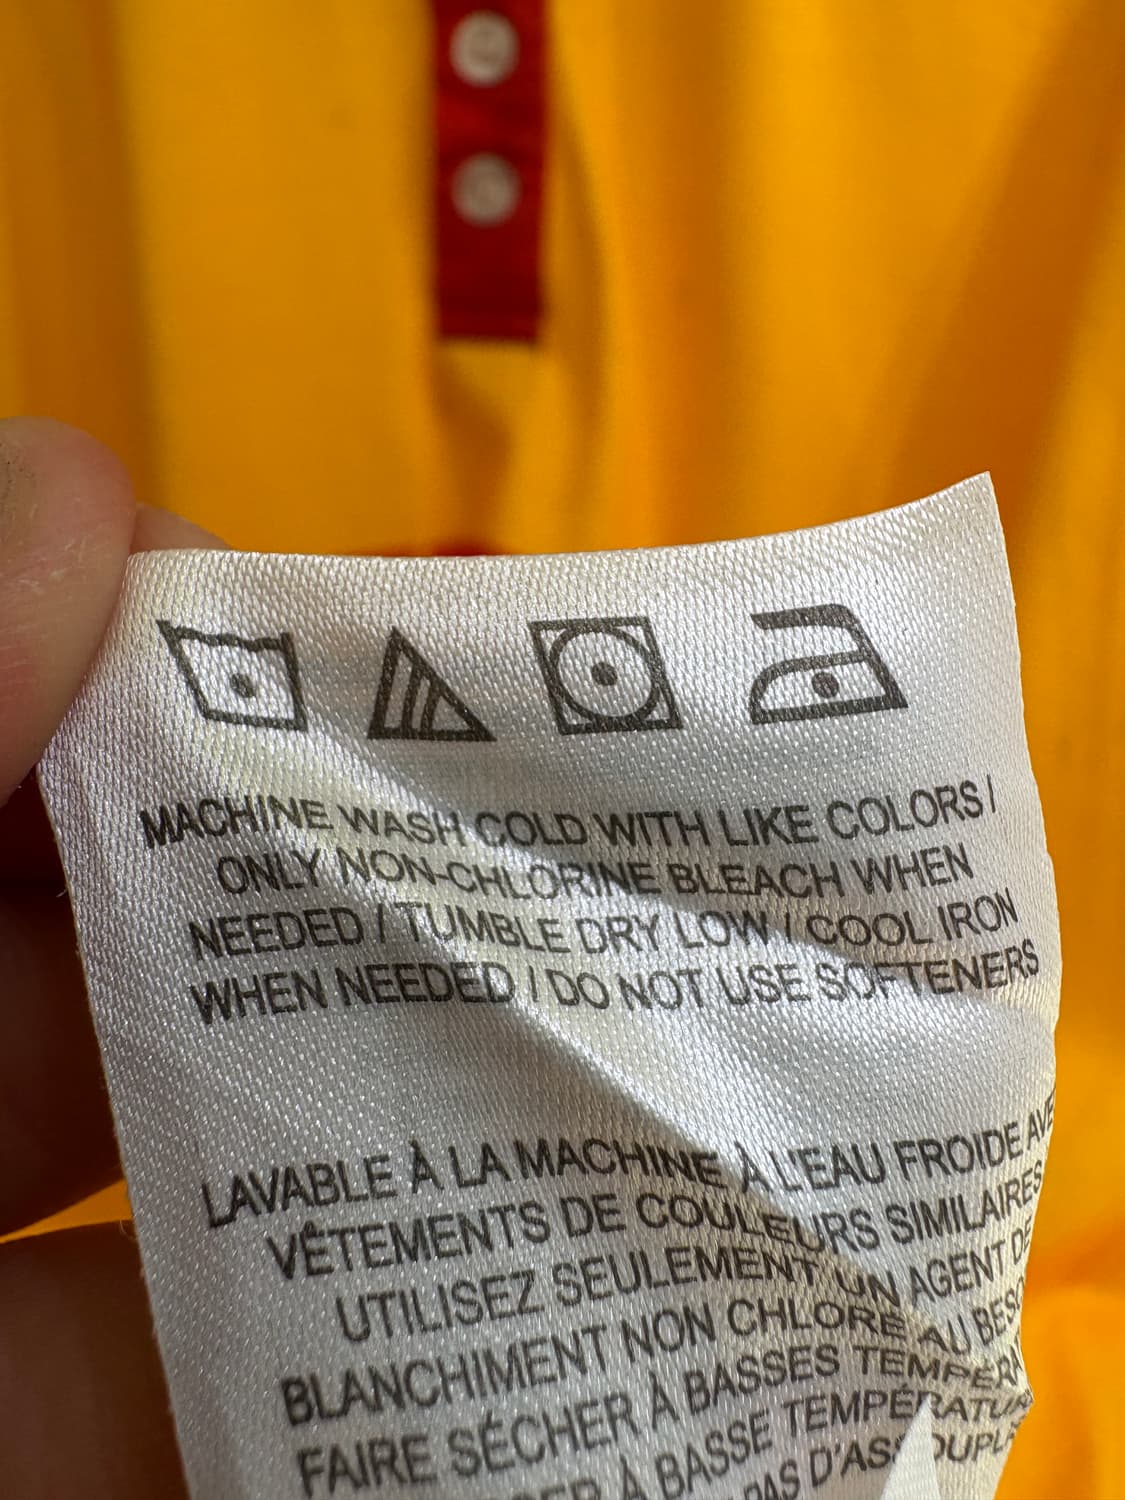 MACHINE WASH COLD WITH LIKE COLORS /
ONLY NON-CHLORINE BLEACH WHEN
NEEDED / TUMBLE DRY LOW / COOL IRON
WHEN NEEDED / DO NOT USE SOFTENERS
LAVABLE À LA MACHINE À L'EAU FROIDE
VÊTEMENTS DE COULEURS SIMILAIRES
UTILISEZ SEULEMENT UN AGENT DE
BLANCHIMENT NON CHLORÉ AU
FAIRE SÉCHER À BASSES
À BASSE
PAS